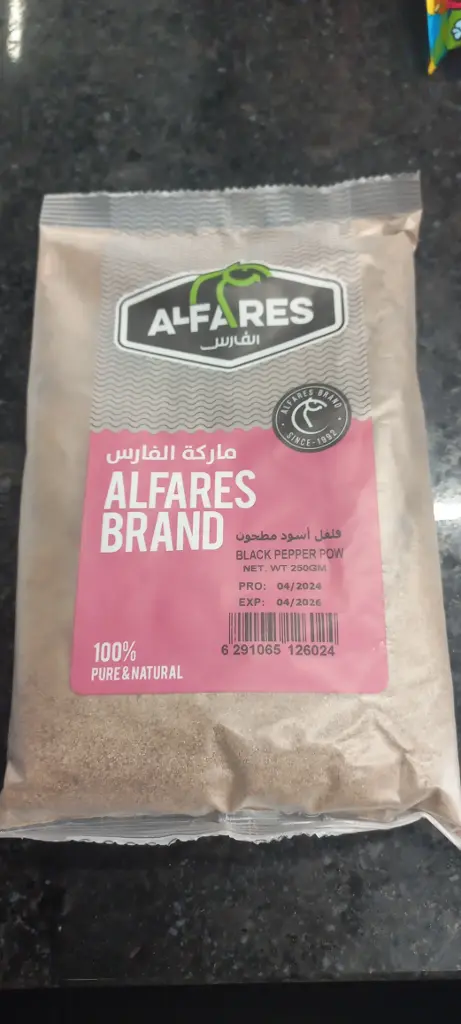 ALFARES
الفارس
ALFARES BRAND
SINCE-1992
ماركة الفارس
ALFARES
BRAND
فلفل أسود مطحون
BLACK PEPPER POW
NET. WT 250GM
PRO: 04/2024
EXP: 04/2026
6 291065 126024
100%
PURE & NATURAL